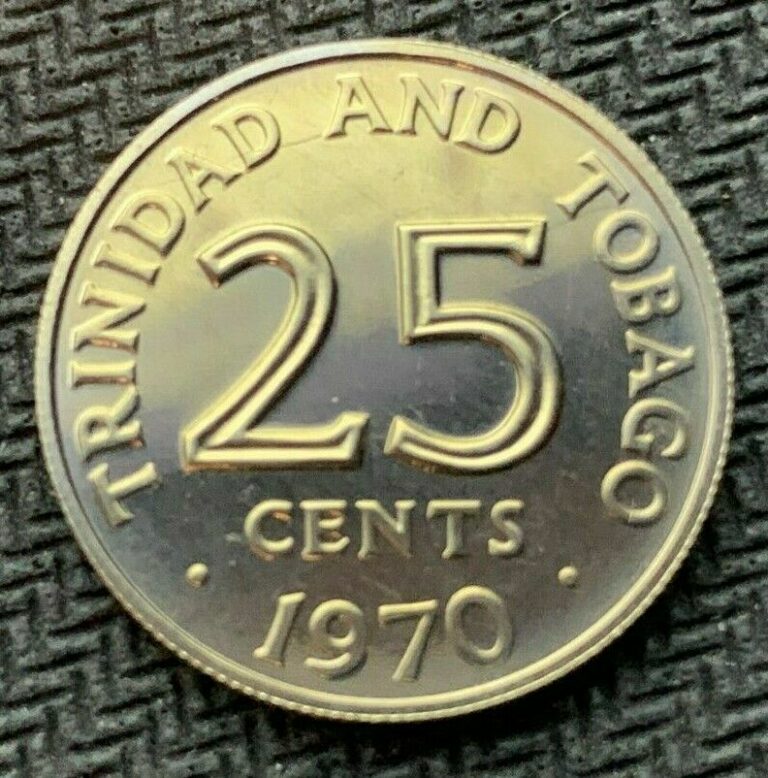 TRINIDAD AND TOBAGO
25
CENTS
· 1970 ·